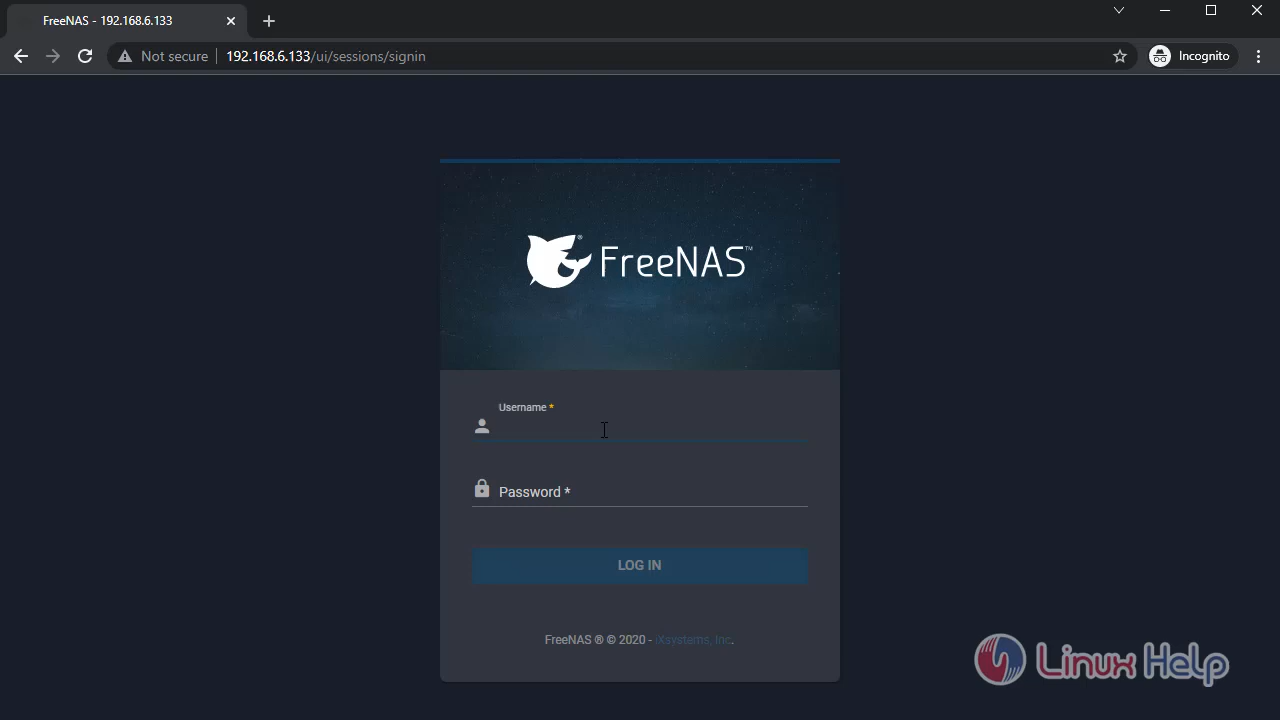 FreeNAS - 192.168.6.133
Not secure
192.168.6.133/ui/sessions/signin
Incognito
® FreeNAS™
Username *
Password *
LOG IN
FreeNAS ® © 2020 - iXsystems, Inc.
Linux Help